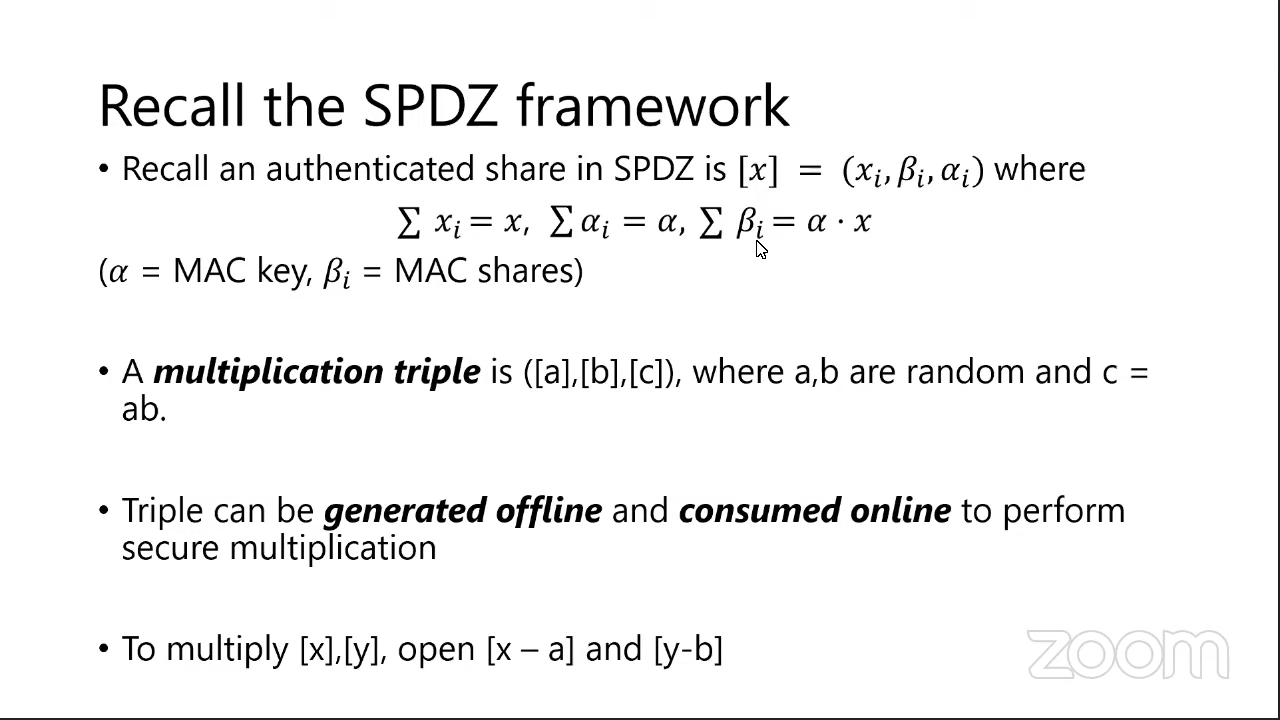 Recall the SPDZ framework
• Recall an authenticated share in SPDZ is [𝑥] = (𝑥ᵢ, 𝛽ᵢ, 𝛼ᵢ) where
∑ 𝑥ᵢ = 𝑥, ∑ 𝛼ᵢ = 𝛼, ∑ 𝛽ᵢ = 𝛼 · 𝑥
(𝛼 = MAC key, 𝛽ᵢ = MAC shares)
• A multiplication triple is ([a],[b],[c]), where a,b are random and c =
ab.
• Triple can be generated offline and consumed online to perform
secure multiplication
• To multiply [x],[y], open [x – a] and [y-b]
zoom